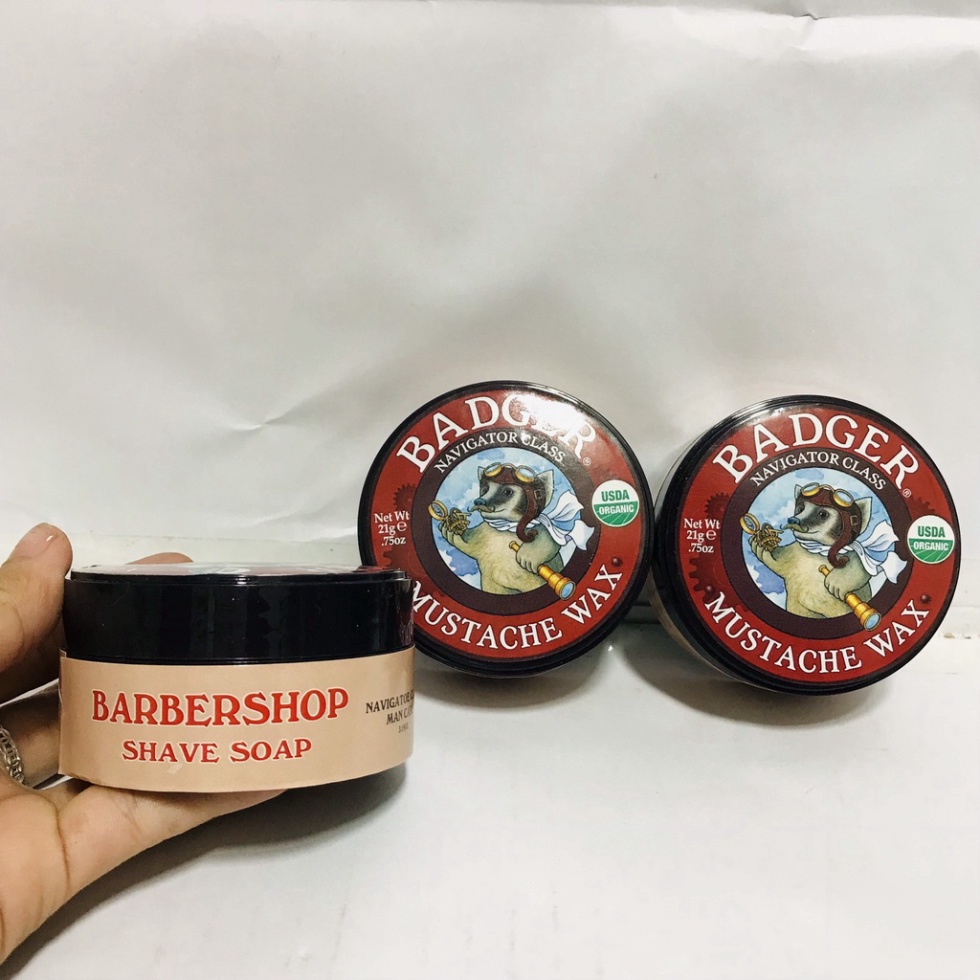 BADGER®
NAVIGATOR CLASS
USDA
ORGANIC
Net Wt
21g ℮
.75oz
MUSTACHE WAX
BADGER®
NAVIGATOR CLASS
USDA
ORGANIC
Net Wt
21g ℮
.75oz
MUSTACHE WAX
BARBERSHOP
SHAVE SOAP
NAVIGATOR
MAN